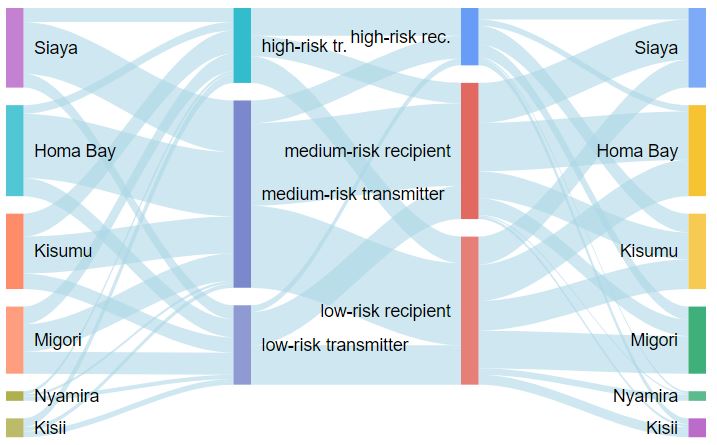 Siaya
Homa Bay
Kisumu
Migori
Nyamira
Kisii
high-risk tr.
medium-risk transmitter
low-risk transmitter
high-risk rec.
medium-risk recipient
low-risk recipient
Siaya
Homa Bay
Kisumu
Migori
Nyamira
Kisii